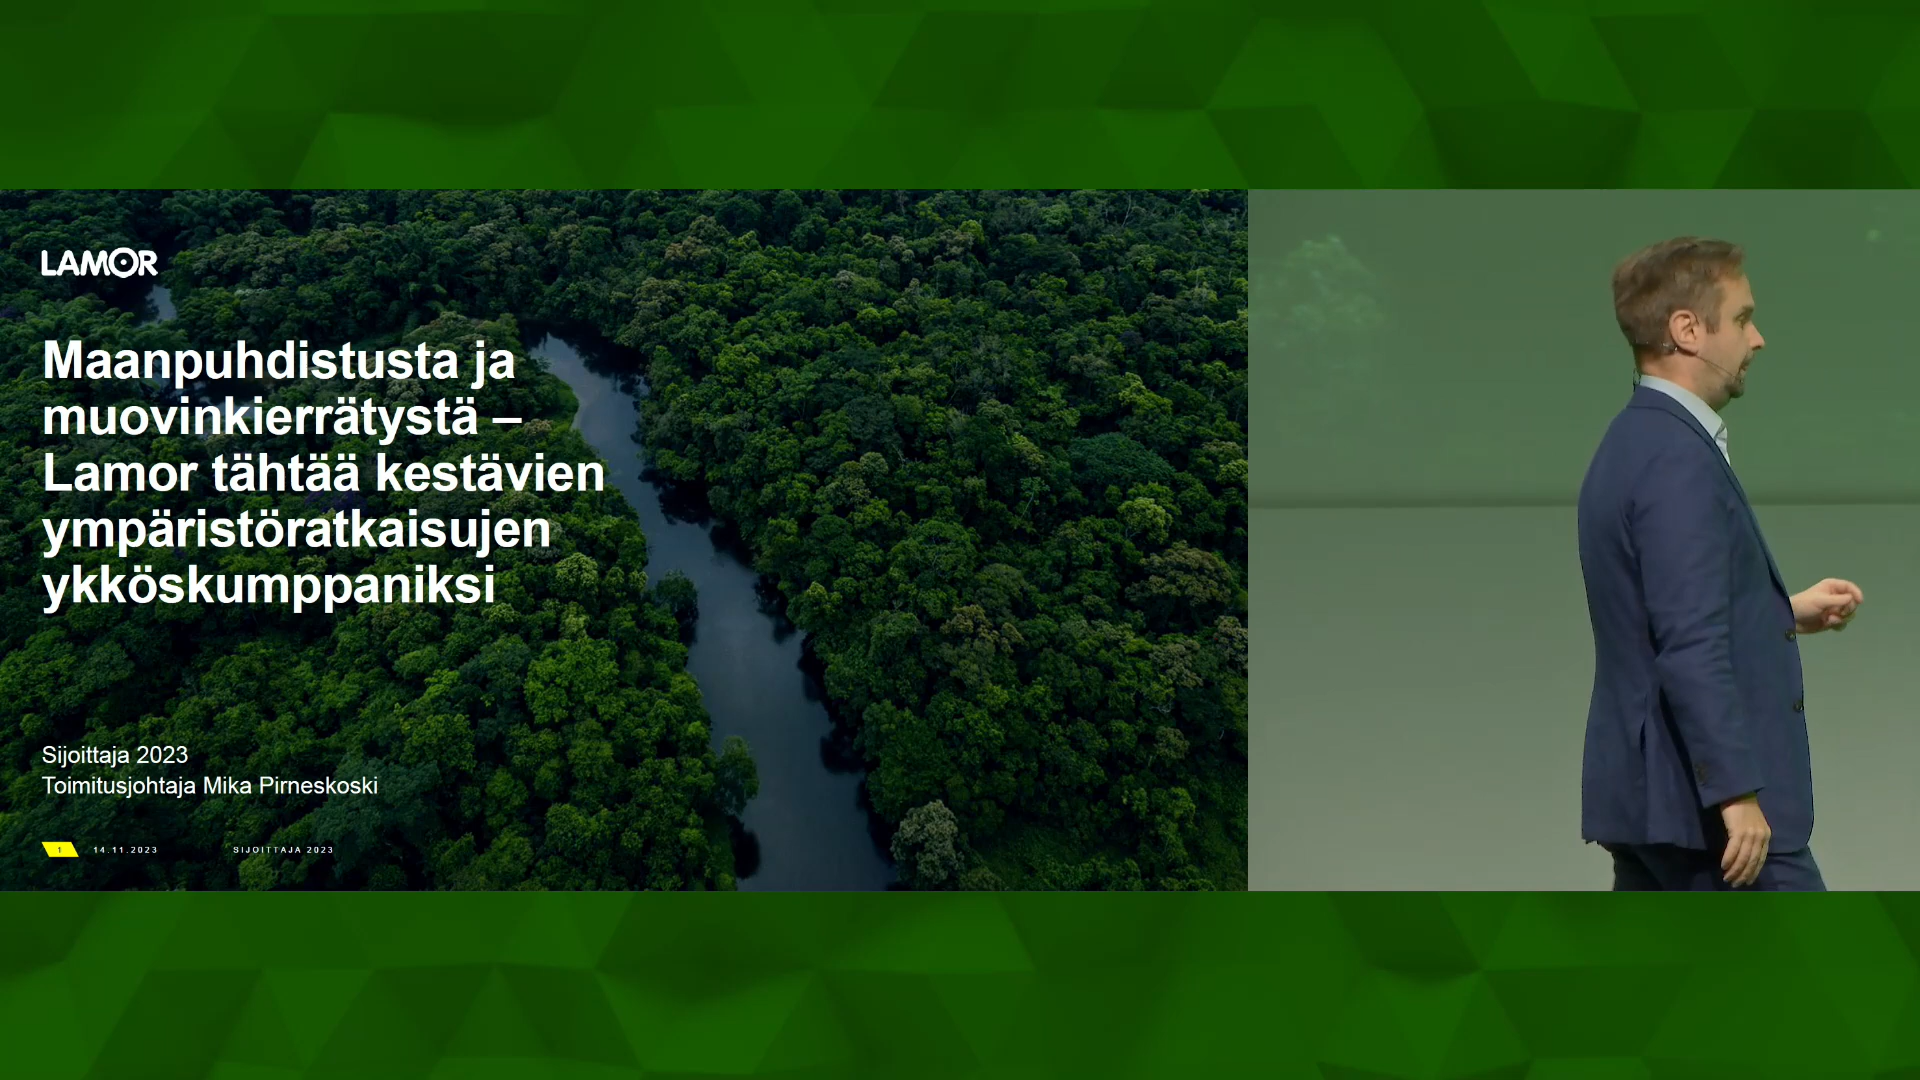 LAMOR
Maanpuhdistusta ja
muovinkierrätystä –
Lamor tähtää kestävien
ympäristöratkaisujen
ykköskumppaniksi
Sijoittaja 2023
Toimitusjohtaja Mika Pirneskoski
1 14.11.2023 SIJOITTAJA 2023